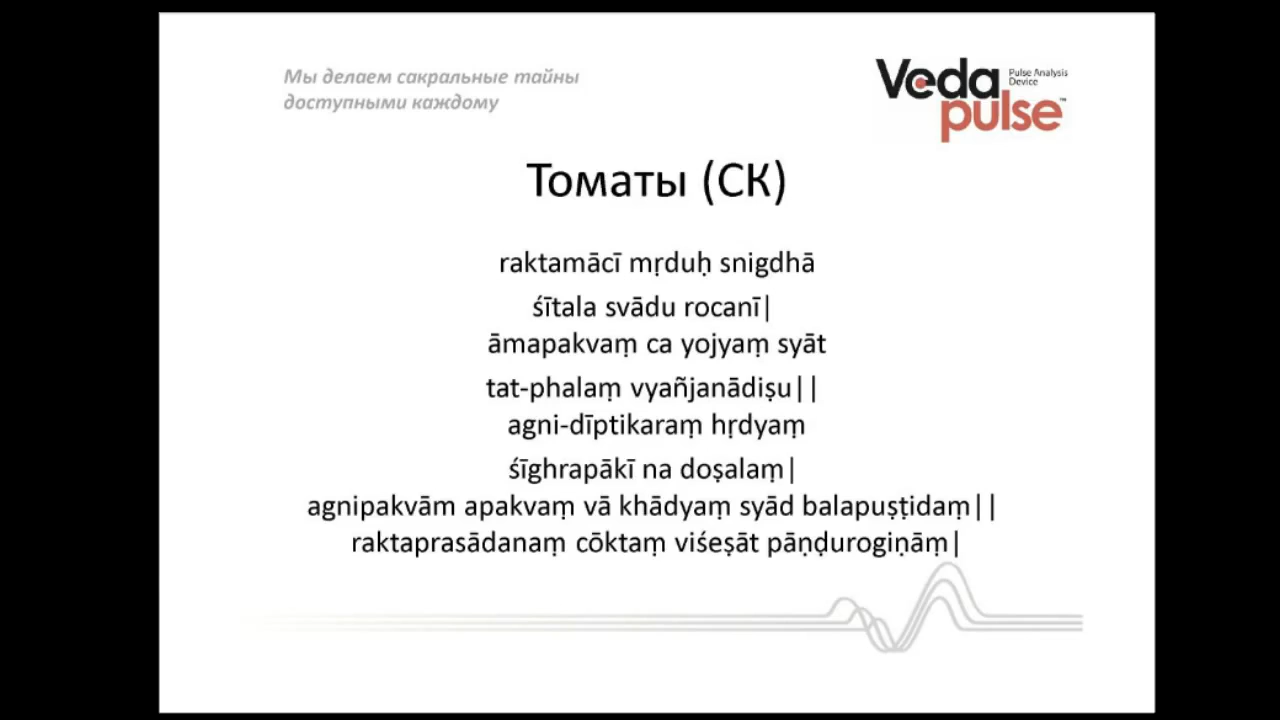 Мы делаем сакральные тайны
доступными каждому
Veda pulse™
Pulse Analysis
Device
Томаты (СК)
raktamācī mṛduḥ snigdhā
śītala svādu rocanī|
āmapakvaṃ ca yojyaṃ syāt
tat-phalaṃ vyañjanādiṣu||
agni-dīptikaraṃ hṛdyaṃ
śīghrapākī na doṣalaṃ|
agnipakvām apakvaṃ vā khādyaṃ syād balapuṣṭidaṃ||
raktaprasādanaṃ cōktaṃ viśeṣāt pāṇḍurogiṇāṃ|